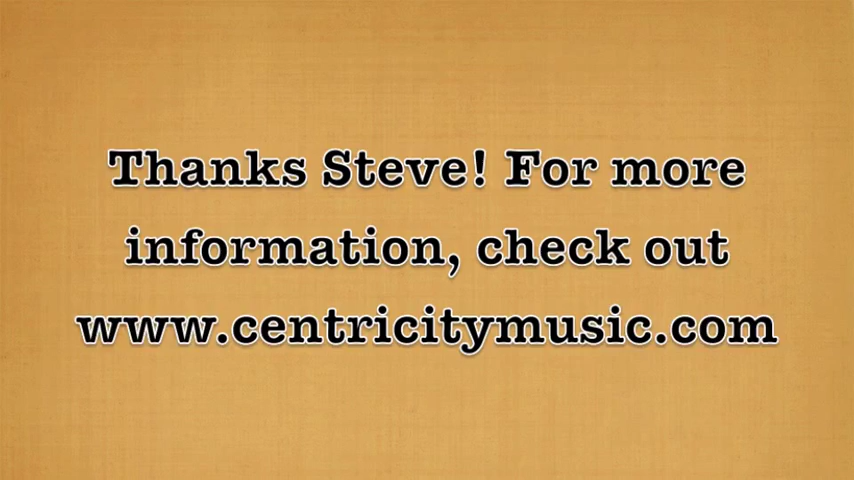 Thanks Steve! For more
information, check out
www.centricitymusic.com